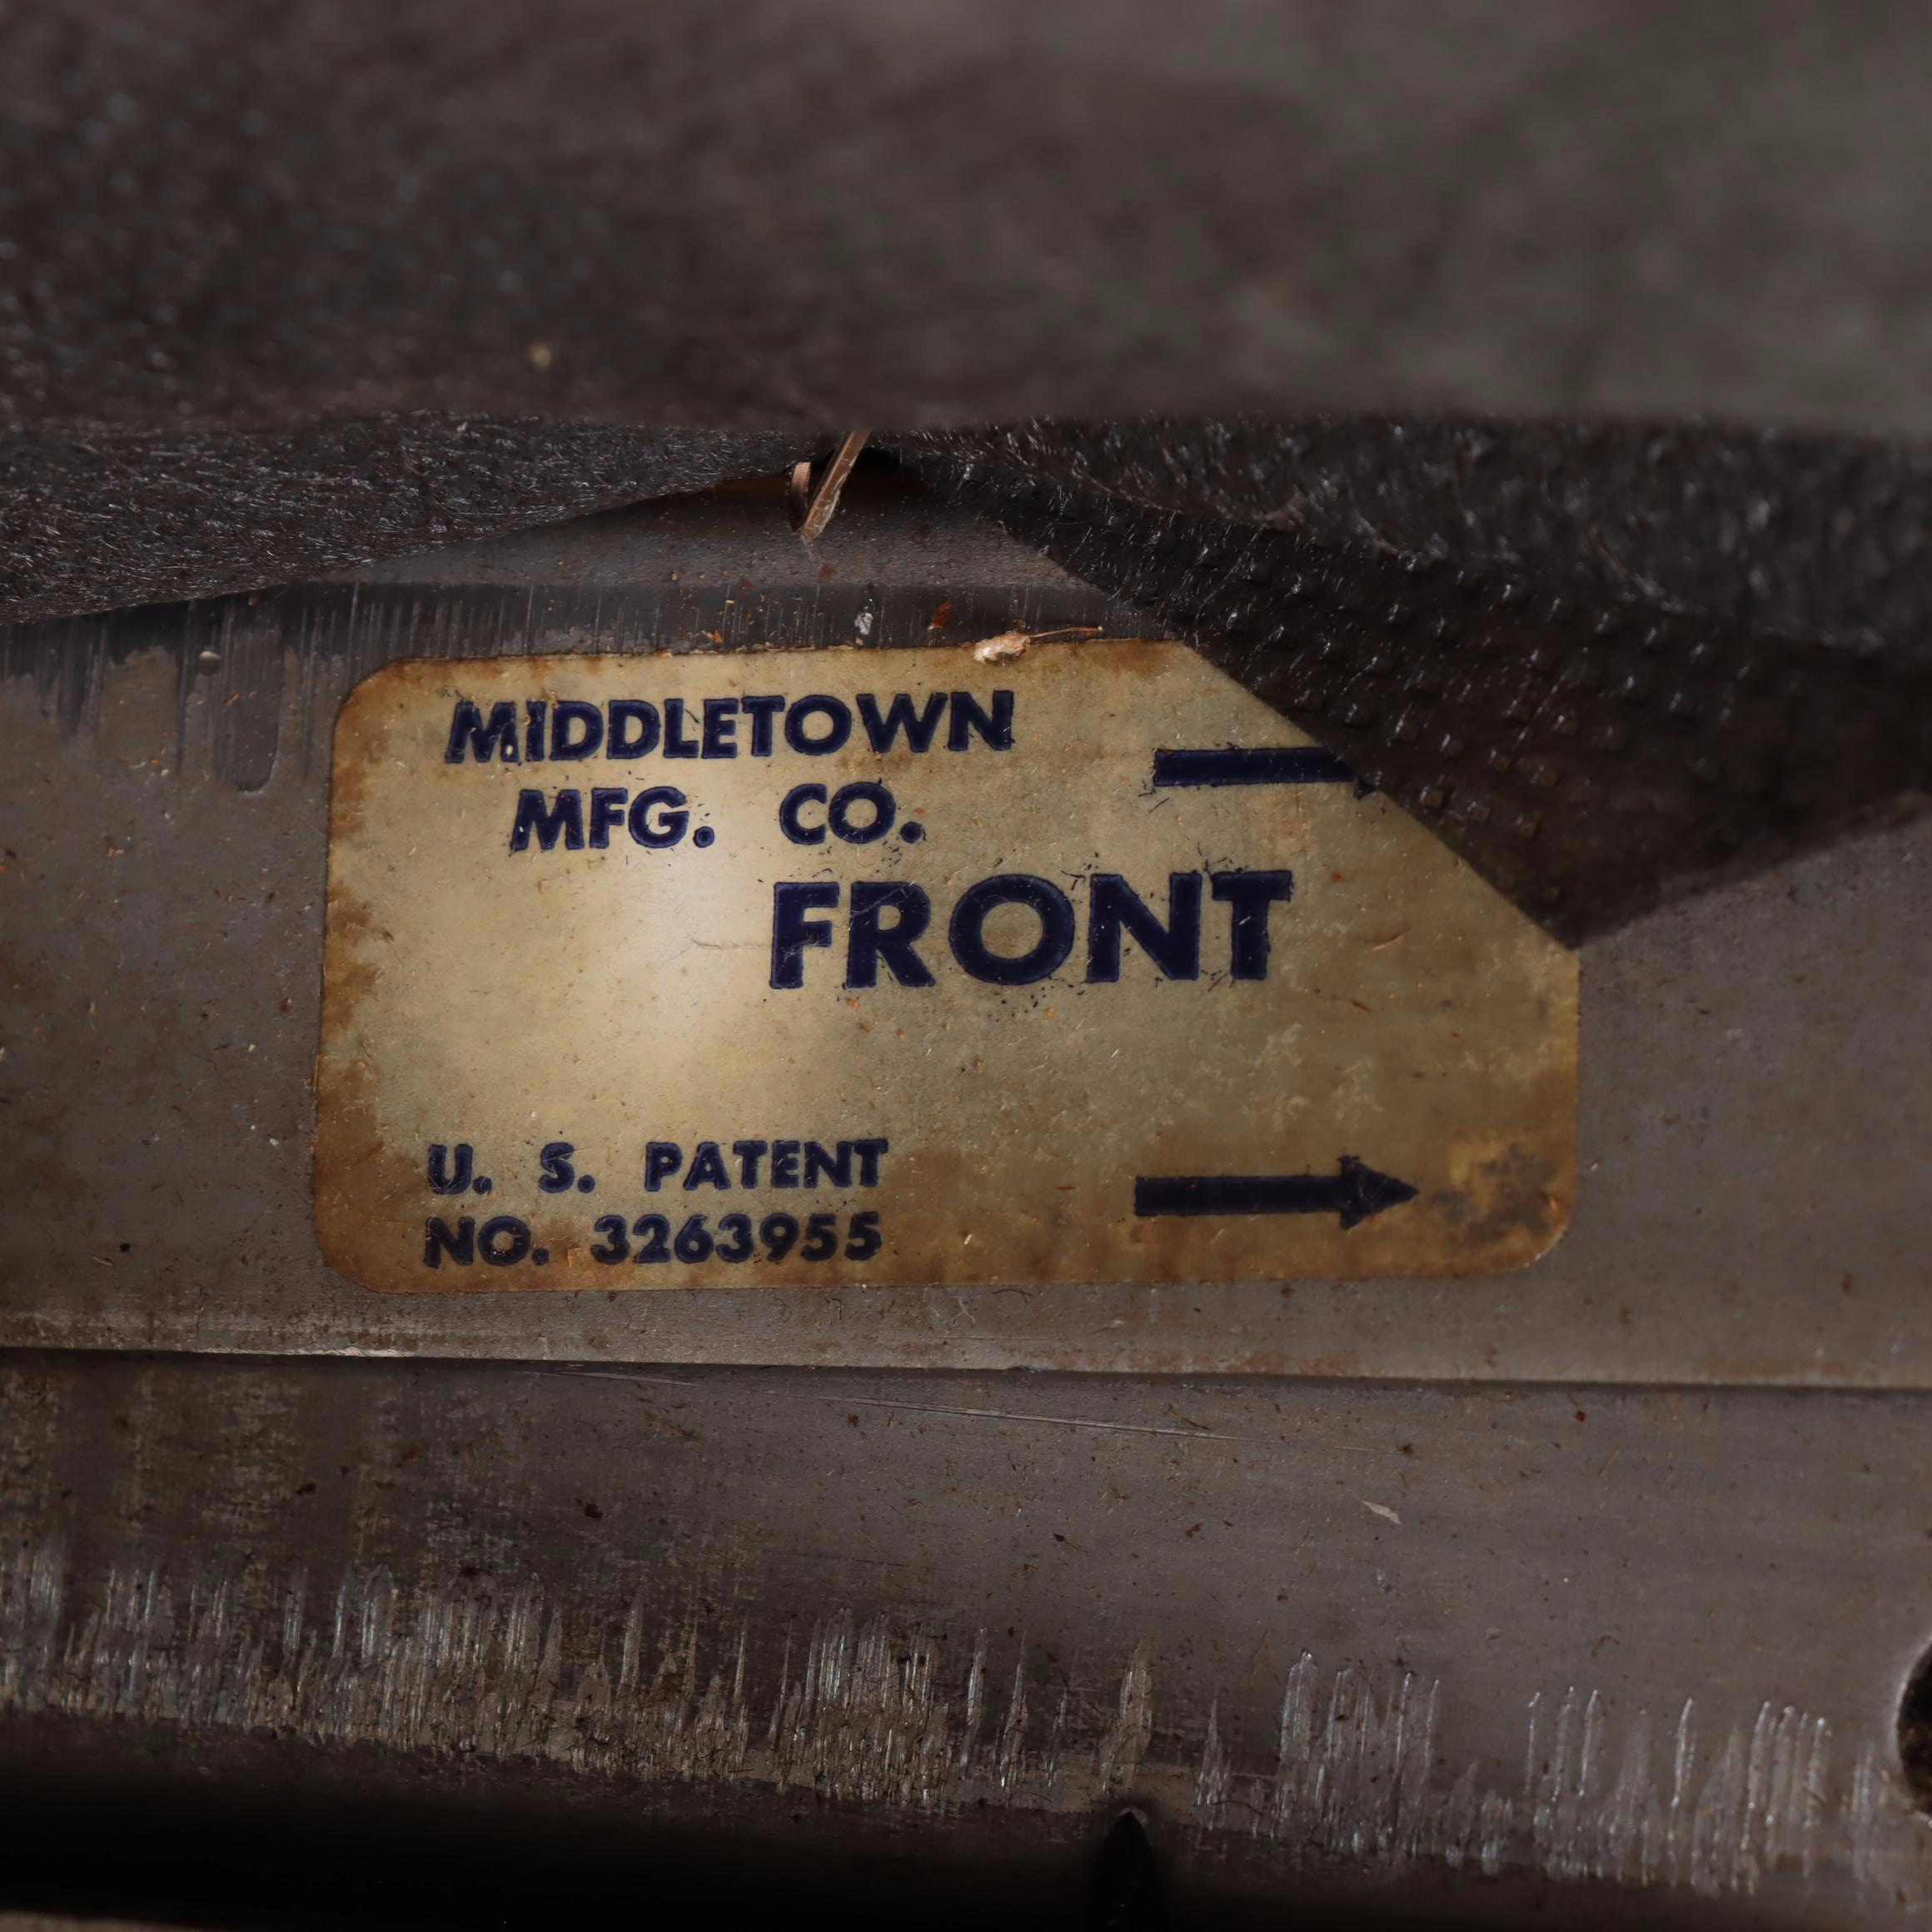 MIDDLETOWN
MFG. CO.
FRONT
U. S. PATENT
NO. 3263955